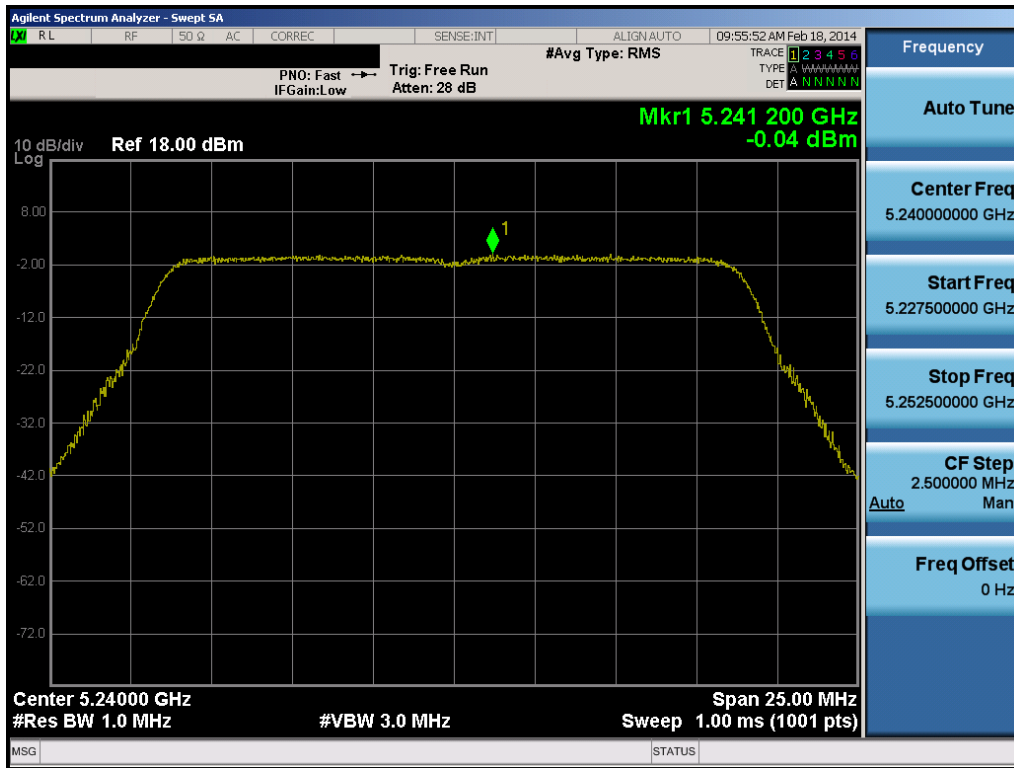 Agilent Spectrum Analyzer - Swept SA
LXI RL RF 50 Ω AC CORREC SENSE:INT ALIGN AUTO 09:55:52 AM Feb 18, 2014
PNO: Fast
IFGain:Low
Trig: Free Run
Atten: 28 dB
#Avg Type: RMS
TRACE 1 2 3 4 5 6
TYPE A WWWWW
DET A N N N N N
Mkr1 5.241 200 GHz
-0.04 dBm
10 dB/div Ref 18.00 dBm
Log
1
8.00
-2.00
-12.0
-22.0
-32.0
-42.0
-52.0
-62.0
-72.0
Center 5.24000 GHz Span 25.00 MHz
#Res BW 1.0 MHz #VBW 3.0 MHz Sweep 1.00 ms (1001 pts)
MSG STATUS
Frequency
Auto Tune
Center Freq
5.240000000 GHz
Start Freq
5.227500000 GHz
Stop Freq
5.252500000 GHz
CF Step
2.500000 MHz
Auto Man
Freq Offset
0 Hz